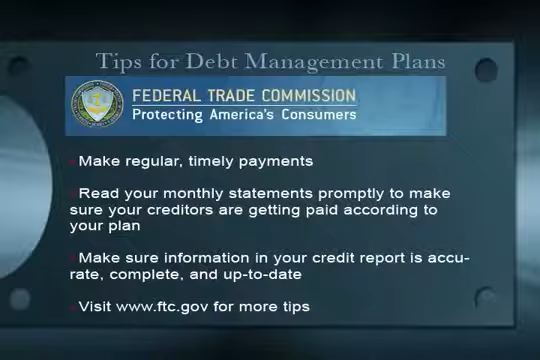 Tips for Debt Management Plans
FEDERAL TRADE COMMISSION
Protecting America's Consumers
Make regular, timely payments
Read your monthly statements promptly to make
sure your creditors are getting paid according to
your plan
Make sure information in your credit report is accu-
rate, complete, and up-to-date
Visit www.ftc.gov for more tips